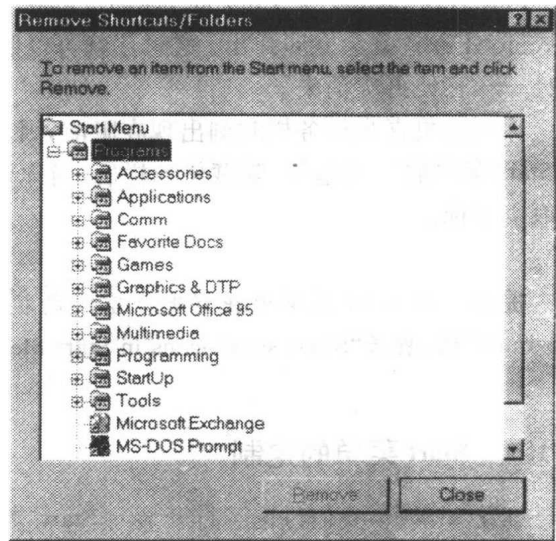 Remove Shortcuts/Folders
To remove an item from the Start menu, select the item and click
Remove.
Start Menu
Programs
Accessories
Applications
Comm
Favorite Docs
Games
Graphics & DTP
Microsoft Office 95
Multimedia
Programming
StartUp
Tools
Microsoft Exchange
MS-DOS Prompt
Remove
Close